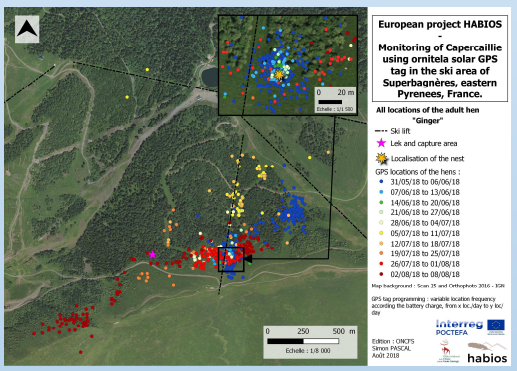 European project HABIOS
-
Monitoring of Capercaillie
using ornitela solar GPS
tag in the ski area of
Superbagnères, eastern
Pyrenees, France.
All locations of the adult hen
"Ginger"
Ski lift
Lek and capture area
Localisation of the nest
GPS locations of the hens :
31/05/18 to 06/06/18
07/06/18 to 13/06/18
14/06/18 to 20/06/18
21/06/18 to 27/06/18
28/06/18 to 04/07/18
05/07/18 to 11/07/18
12/07/18 to 18/07/18
19/07/18 to 25/07/18
26/07/18 to 01/08/18
02/08/18 to 08/08/18
Map background : Scan 25 and Orthophoto 2016 - IGN
GPS tag programming : variable location frequency
according the battery charge, from x loc./day to y loc/
day
Interreg
POCTEFA
Edition : ONCFS
Simon PASCAL
Août 2018
habios
0 20 m
Echelle : 1/1 500
0 250 500 m
Echelle : 1/8 000